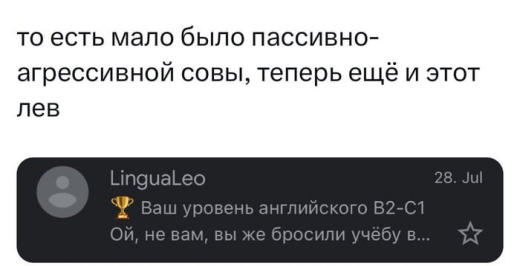 то есть мало было пассивно-
агрессивной совы, теперь ещё и этот
лев
LinguaLeo 28. Jul
🏆 Ваш уровень английского B2-C1
Ой, не вам, вы же бросили учёбу в...